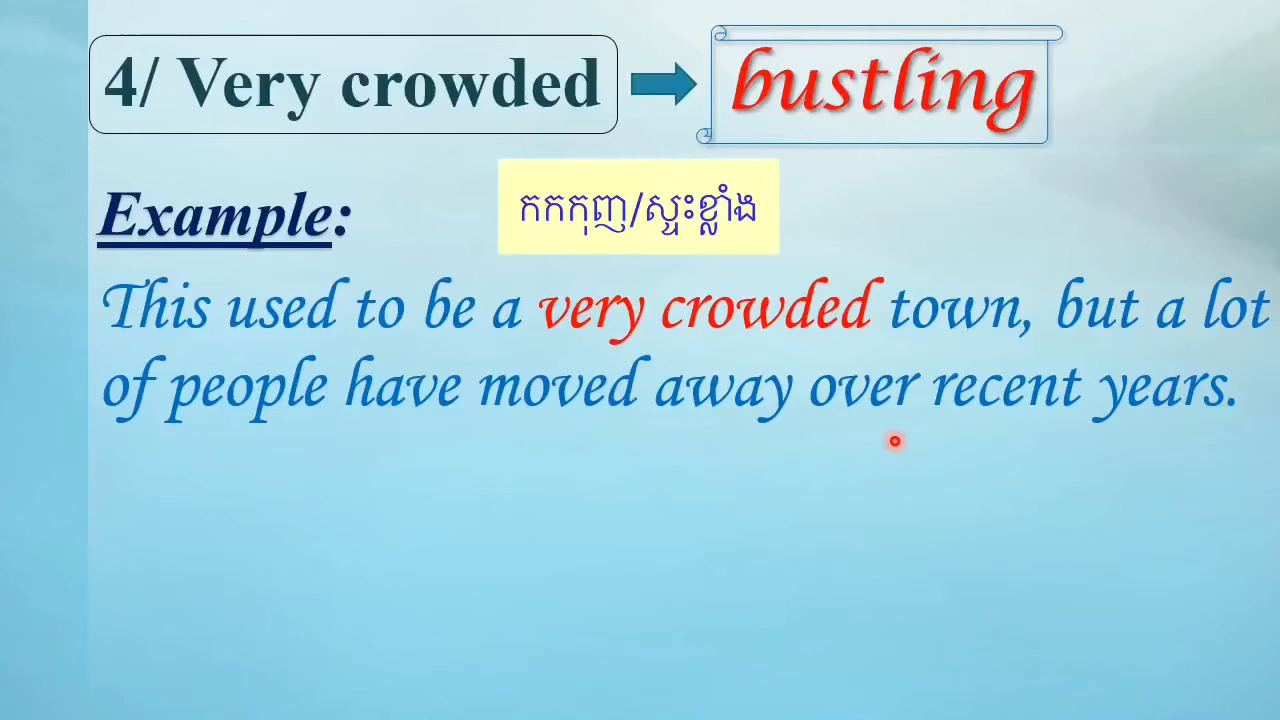 4/ Very crowded
bustling
Example:
កកកុញ/ស្ទះខ្លាំង
This used to be a very crowded town, but a lot
of people have moved away over recent years.